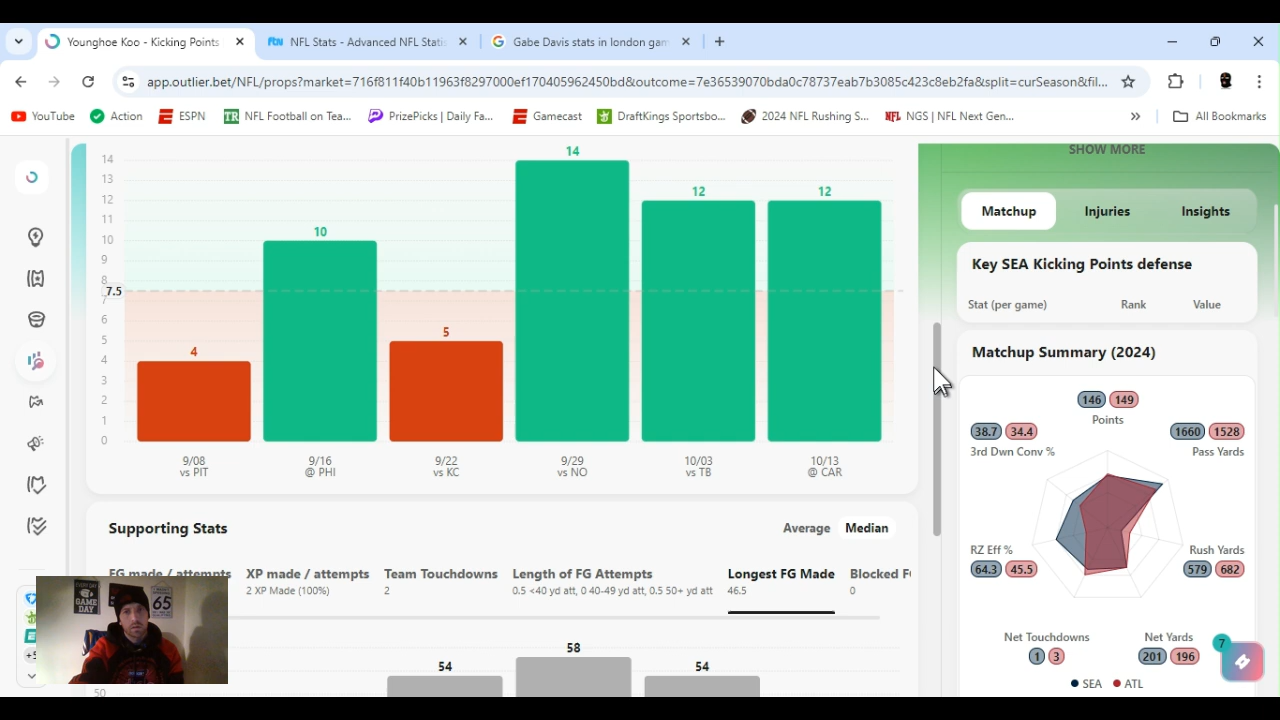 Younghoe Koo - Kicking Points
NFL Stats - Advanced NFL Stati
Gabe Davis stats in london gam
app.outlier.bet/NFL/props?market=716f811f40b11963f8297000ef170405962450bd&outcome=7e36539070bda0c78737eab7b3085c423c8eb2fa&split=curSeason&fil...
YouTube
Action
ESPN
NFL Football on Tea...
PrizePicks | Daily Fa...
Gamecast
DraftKings Sportsbo...
2024 NFL Rushing S...
NGS | NFL Next Gen...
All Bookmarks
14
13
12
11
10
9
8
7
6
5
4
3
2
1
0
7.5
4
10
5
14
12
12
9/08
vs PIT
9/16
@ PHI
9/22
vs KC
9/29
vs NO
10/03
vs TB
10/13
@ CAR
Supporting Stats
Average
Median
FG made / attempts
XP made / attempts
2 XP Made (100%)
Team Touchdowns
2
Length of FG Attempts
0.5 <40 yd att, 0 40-49 yd att, 0.5 50+ yd att
Longest FG Made
46.5
Blocked F
0
54
58
54
50
SHOW MORE
Matchup
Injuries
Insights
Key SEA Kicking Points defense
Stat (per game) Rank Value
Matchup Summary (2024)
146 149
Points
38.7 34.4
3rd Dwn Conv %
1660 1528
Pass Yards
RZ Eff %
64.3 45.5
Rush Yards
579 682
Net Touchdowns
1 3
Net Yards
201 196
SEA ATL
7
GAME
DAY
65